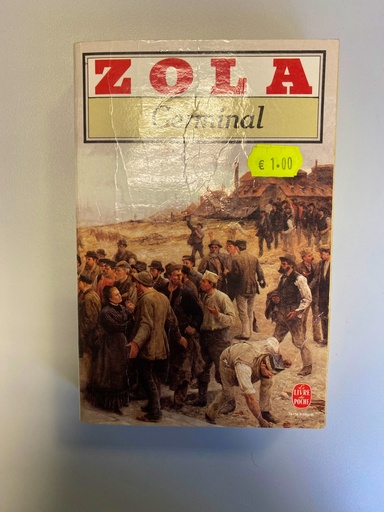 ZOLA
Germinal
€ 1.00
LE LIVRE
DE POCHE